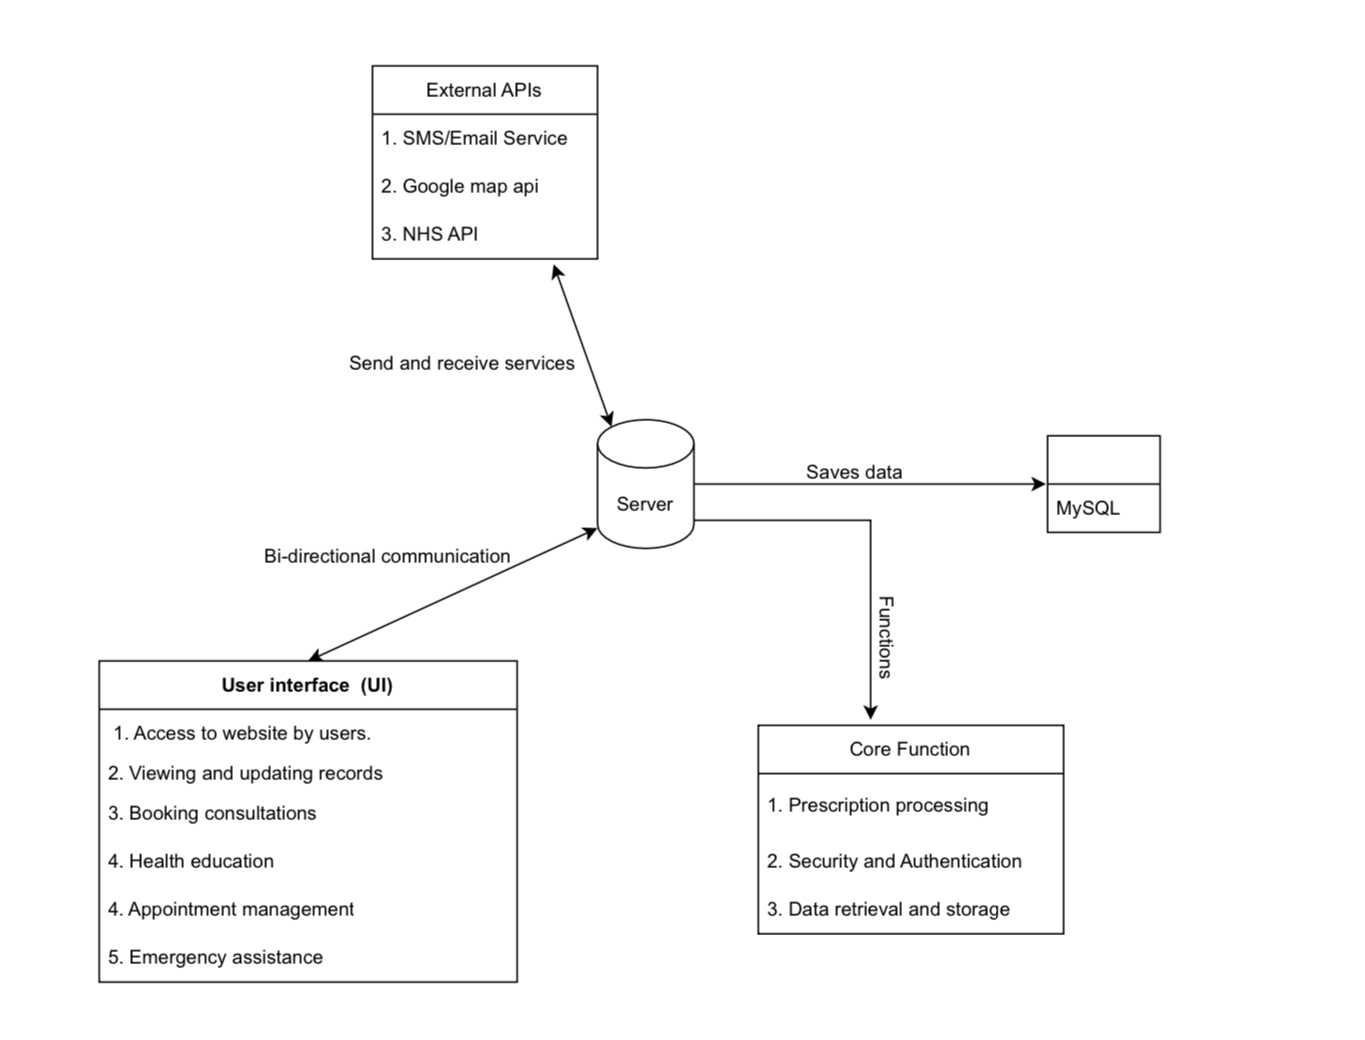 External APIs
1. SMS/Email Service
2. Google map api
3. NHS API
Send and receive services
Server
Saves data
MySQL
Bi-directional communication
Functions
User interface  (UI)
1. Access to website by users.
2. Viewing and updating records
3. Booking consultations
4. Health education
4. Appointment management
5. Emergency assistance
Core Function
1. Prescription processing
2. Security and Authentication
3. Data retrieval and storage